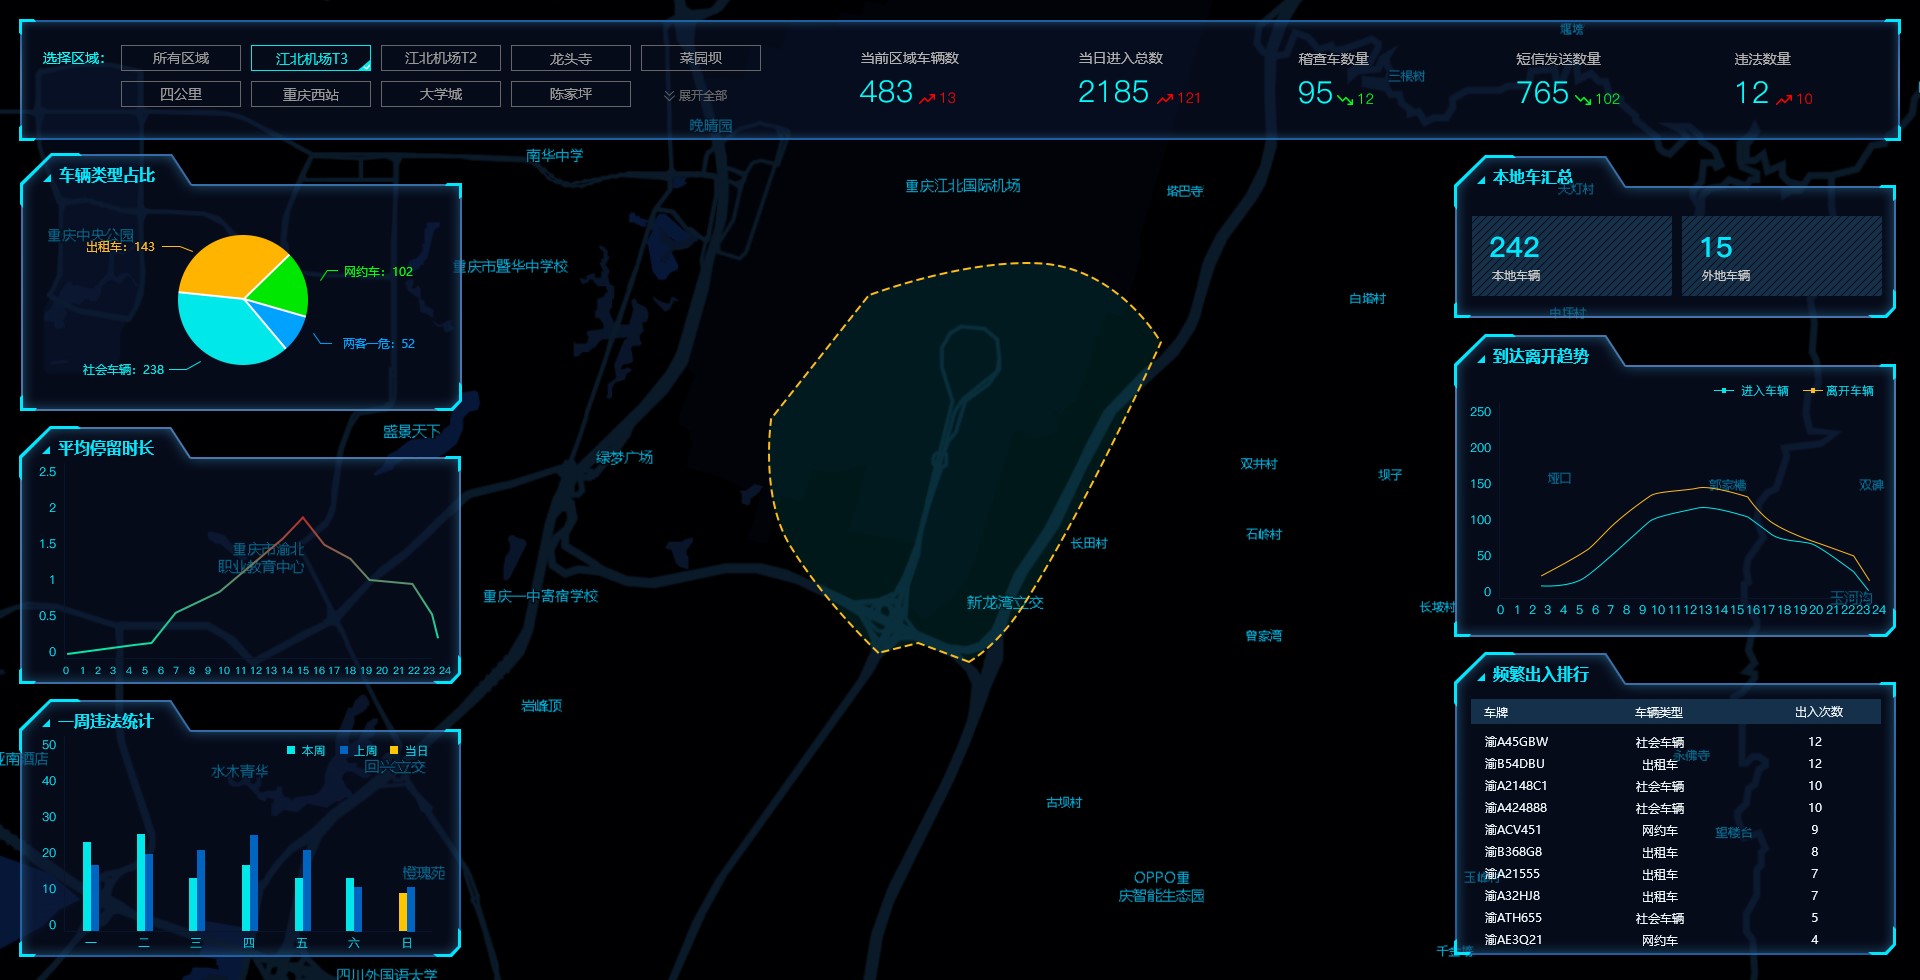 选择区域：
所有区域
江北机场T3
江北机场T2
龙头寺
菜园坝
四公里
重庆西站
大学城
陈家坪
展开全部
当前区域车辆数
483 13
当日进入总数
2185 121
稽查车数量
95 12
短信发送数量
765 102
违法数量
12 10
堰塆
三根树
晚晴园
南华中学
重庆江北国际机场
塔巴寺
重庆市暨华中学校
白塔村
盛景天下
绿梦广场
双井村
坝子
石岭村
长田村
重庆一中寄宿学校
新龙湾立交
长坡村
曾家湾
岩峰顶
古坝村
OPPO重
庆智能生态园
四川外国语大学
车辆类型占比
重庆中央公园
出租车：143
网约车：102
两客一危：52
社会车辆：238
平均停留时长
2.5
2
1.5
1
0.5
0
重庆市渝北
职业教育中心
0 1 2 3 4 5 6 7 8 9 10 11 12 13 14 15 16 17 18 19 20 21 22 23 24
一周违法统计
本周 上周 当日
50
40
30
20
10
0
水木青华
回兴立交
橙瑰苑
一 二 三 四 五 六 日
本地车汇总
天灯村
242
本地车辆
15
外地车辆
到达离开趋势
进入车辆 离开车辆
250
200
150
100
50
0
垭口
双碑
玉河沟
0 1 2 3 4 5 6 7 8 9 10 11 12 13 14 15 16 17 18 19 20 21 22 23 24
频繁出入排行
车牌 车辆类型 出入次数
渝A45GBW 社会车辆 12
渝B54DBU 出租车 12
渝A2148C1 社会车辆 10
渝A424888 社会车辆 10
渝ACV451 网约车 9
渝B368G8 出租车 8
渝A21555 出租车 7
渝A32HJ8 出租车 7
渝ATH655 社会车辆 5
渝AE3Q21 网约车 4
永佛寺
望楼台